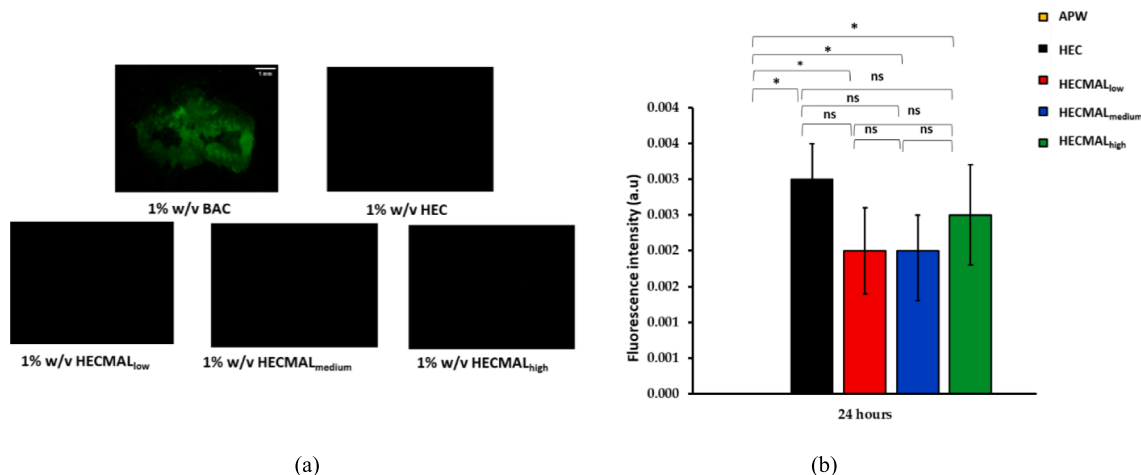 1 mm
1% w/v BAC
1% w/v HEC
1% w/v HECMALlow
1% w/v HECMALmedium
1% w/v HECMALhigh
(a)
APW
HEC
HECMALlow
HECMALmedium
HECMALhigh
*
*
*
ns
*
ns
ns
ns
ns
ns
Fluorescence intensity (a.u)
0.004
0.004
0.003
0.003
0.002
0.002
0.001
0.001
0.000
24 hours
(b)